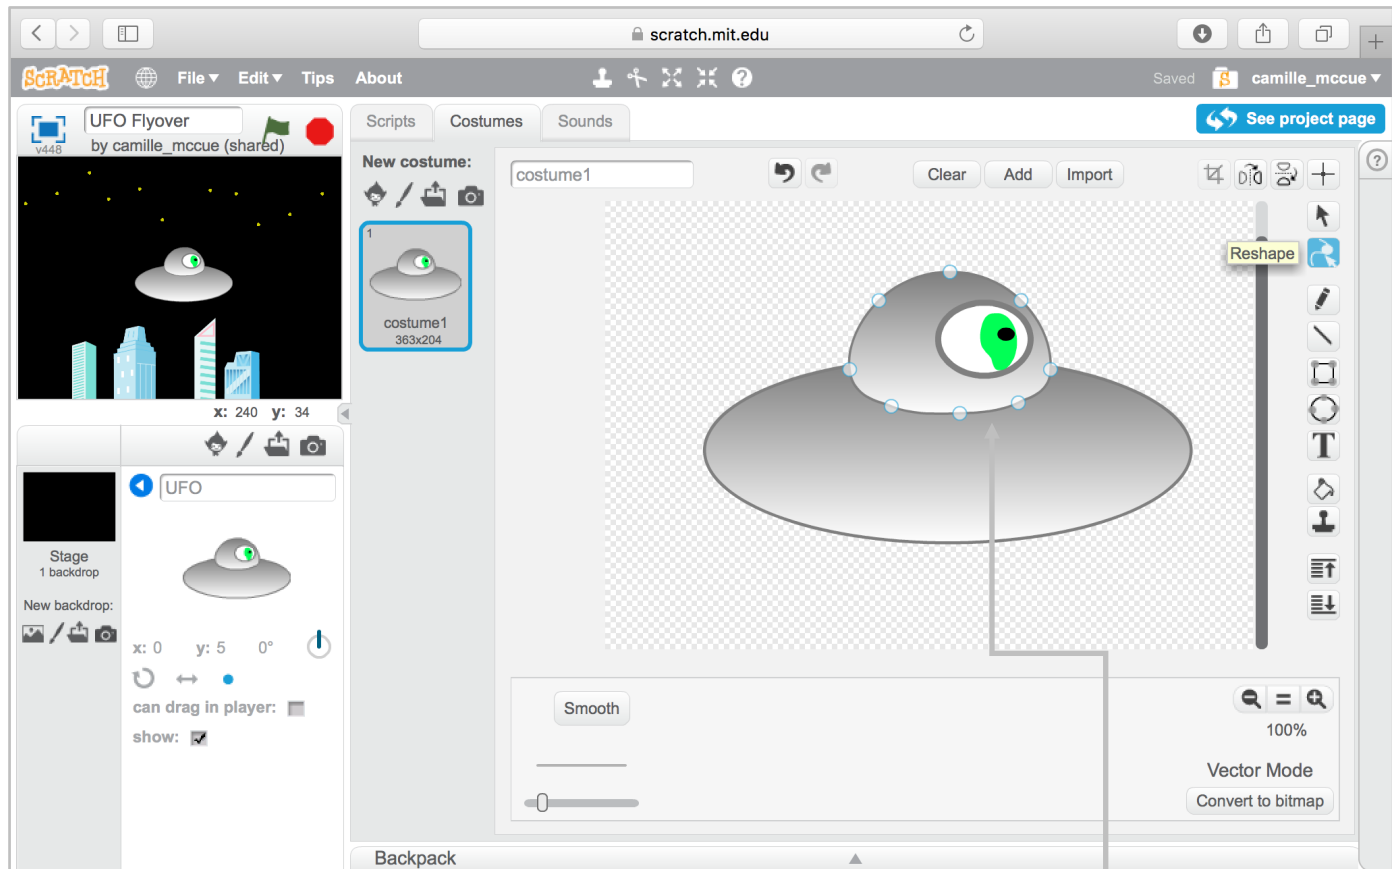 scratch.mit.edu
SCRATCH File Edit Tips About Saved camille_mccue
UFO Flyover
by camille_mccue (shared)
v448
x: 240 y: 34
Stage
1 backdrop
New backdrop:
UFO
x: 0 y: 5 0°
can drag in player:
show:
Scripts Costumes Sounds
See project page
New costume:
1
costume1
363x204
costume1
Clear Add Import
Reshape
T
Smooth
100%
Vector Mode
Convert to bitmap
Backpack